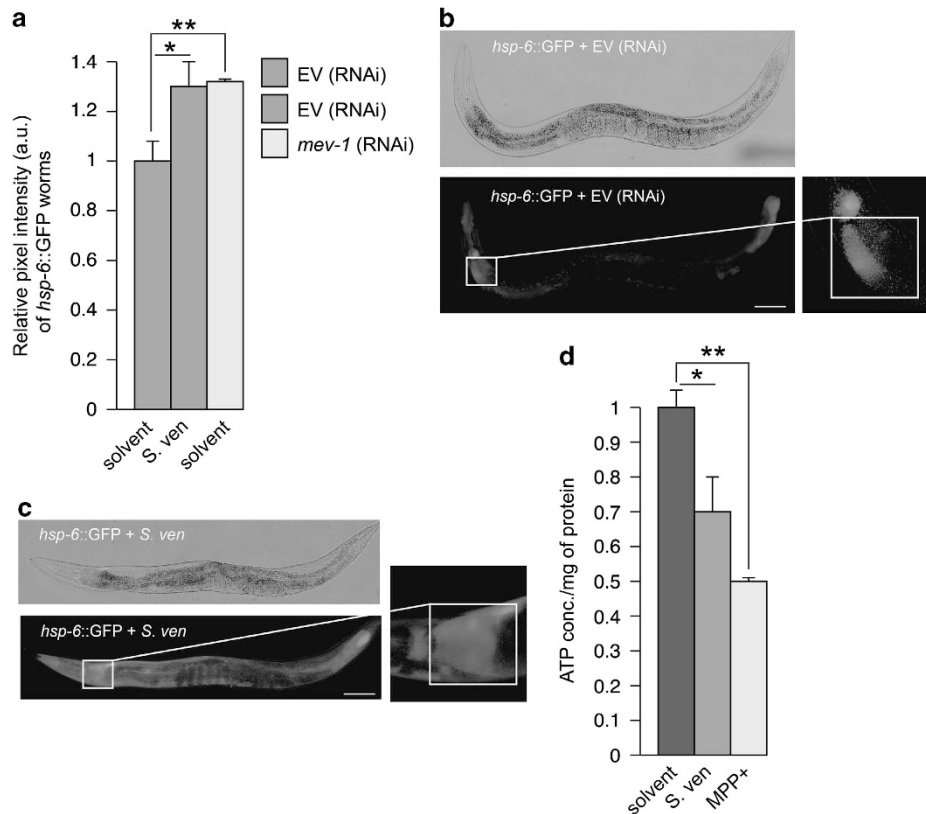 a
Relative pixel intensity (a.u.)
of hsp-6::GFP worms
1.4
1.2
1
0.8
0.6
0.4
0.2
0
**
*
EV (RNAi)
EV (RNAi)
mev-1 (RNAi)
solvent
S. ven
solvent
b
hsp-6::GFP + EV (RNAi)
hsp-6::GFP + EV (RNAi)
c
hsp-6::GFP + S. ven
hsp-6::GFP + S. ven
d
ATP conc./mg of protein
**
*
1
0.9
0.8
0.7
0.6
0.5
0.4
0.3
0.2
0.1
0
solvent
S. ven
MPP+